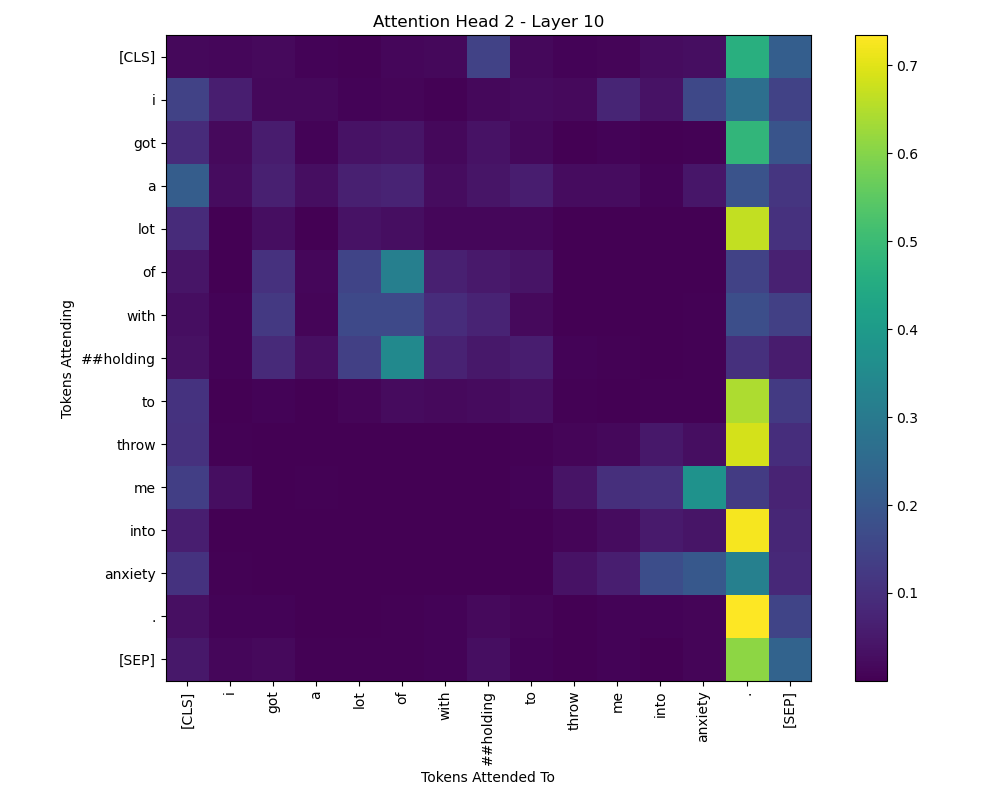 Attention Head 2 - Layer 10
Tokens Attending
[CLS]
i
got
a
lot
of
with
##holding
to
throw
me
into
anxiety
.
[SEP]
[CLS]
i
got
a
lot
of
with
##holding
to
throw
me
into
anxiety
.
[SEP]
Tokens Attended To
0.7
0.6
0.5
0.4
0.3
0.2
0.1